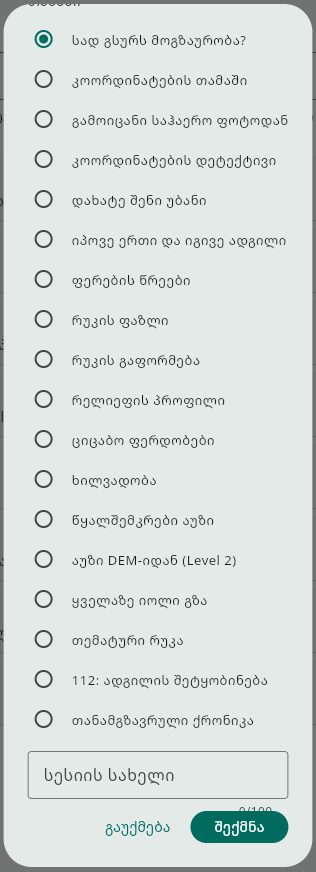 სად გსურს მოგზაურობა?
კოორდინატების თამაში
გამოიცანი საჰაერო ფოტოდან
კოორდინატების დეტექტივი
დახატე შენი უბანი
იპოვე ერთი და იგივე ადგილი
ფერების წრეები
რუკის ფაზლი
რუკის გაფორმება
რელიეფის პროფილი
ციცაბო ფერდობები
ხილვადობა
წყალშემკრები აუზი
აუზი DEM-იდან (Level 2)
ყველაზე იოლი გზა
თემატური რუკა
112: ადგილის შეტყობინება
თანამგზავრული ქრონიკა
სესიის სახელი
0/100
გაუქმება
შექმნა